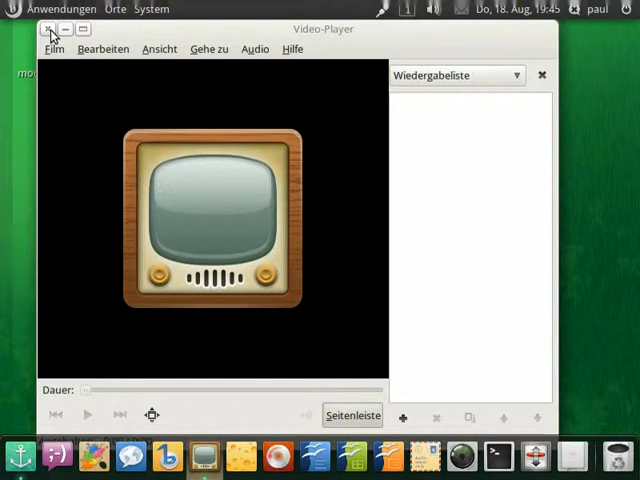 Anwendungen Orte System
1
Do, 18. Aug, 19:45 paul
Video-Player
Film Bearbeiten Ansicht Gehe zu Audio Hilfe
Wiedergabeliste
Dauer:
Seitenleiste